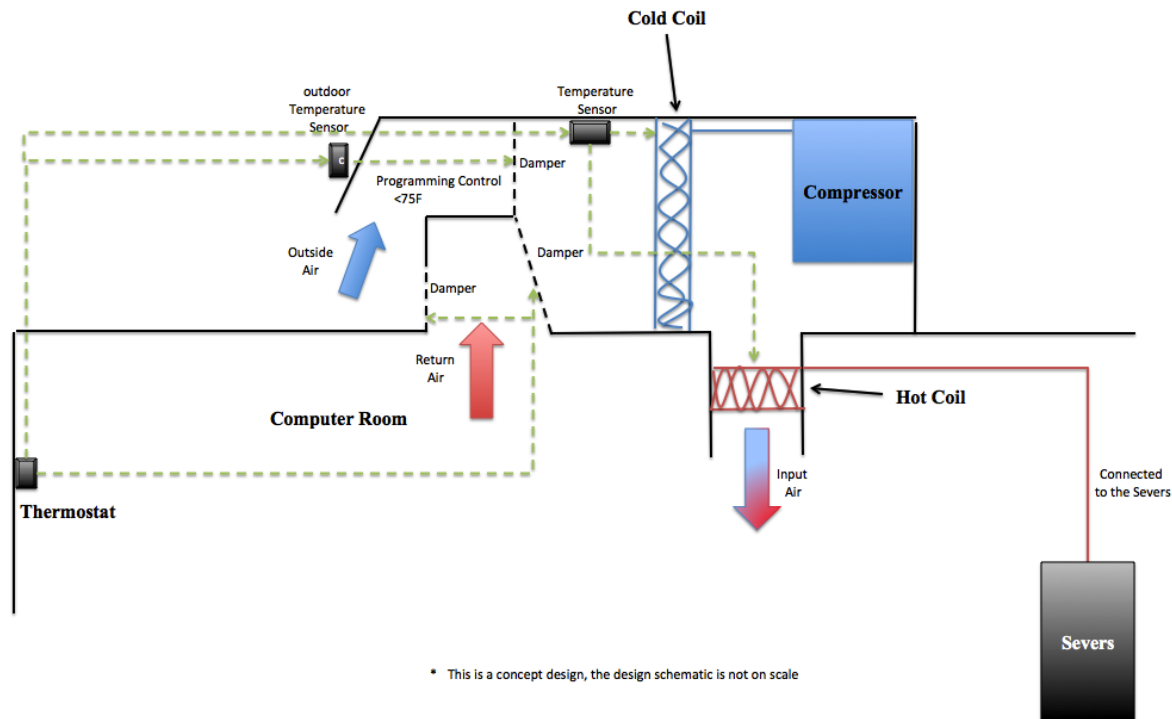 Cold Coil
outdoor
Temperature
Sensor
Temperature
Sensor
C
Damper
Programming Control
<75F
Compressor
Outside
Air
Damper
Damper
Return
Air
Computer Room
Hot Coil
Input
Air
Connected
to the Severs
Thermostat
Severs
* This is a concept design, the design schematic is not on scale